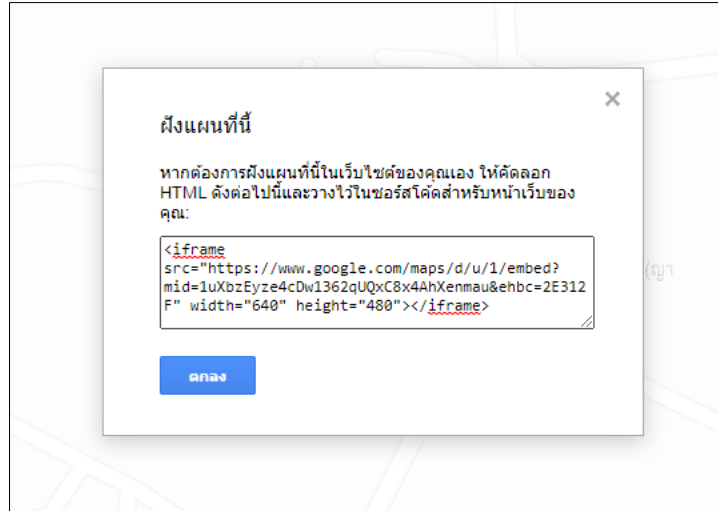 ฝังแผนที่นี้
หากต้องการฝังแผนที่นี้ในเว็บไซต์ของคุณเอง ให้คัดลอก
HTML ดังต่อไปนี้และวางไว้ในซอร์สโค้ดสำหรับหน้าเว็บของ
คุณ:
<iframe
src="https://www.google.com/maps/d/u/1/embed?
mid=1uXbzEyze4cDw1362qUQxC8x4AhXenmau&ehbc=2E312
F" width="640" height="480"></iframe>
ตกลง